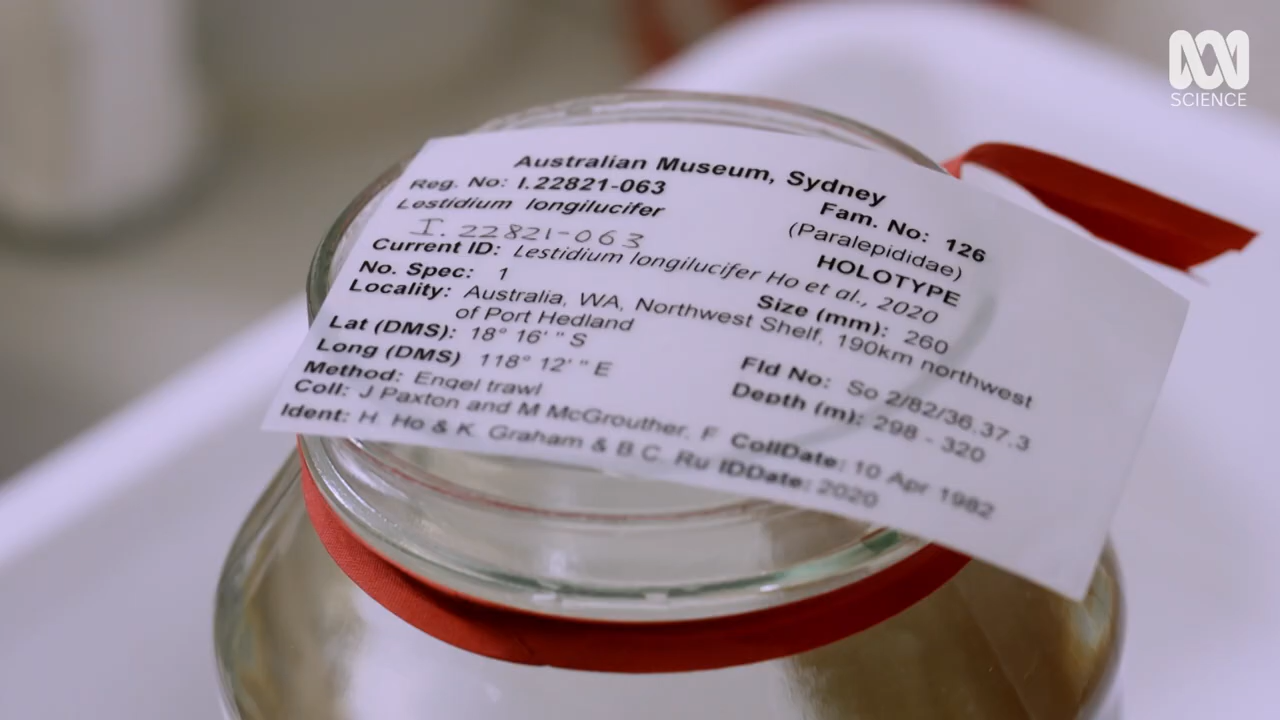 SCIENCE
Australian Museum, Sydney
Reg. No: I.22821-063
Fam. No: 126
Lestidium longilucifer
(Paralepididae)
I. 22821-063
HOLOTYPE
Current ID: Lestidium longilucifer Ho et al., 2020
No. Spec: 1
Size (mm): 260
Locality: Australia, WA, Northwest Shelf, 190km northwest
of Port Hedland
Lat (DMS): 18° 16' " S
Fld No: So 2/82/36.37.3
Long (DMS) 118° 12' " E
Depth (m): 298 - 320
Method: Engel trawl
Coll: J Paxton and M McGrouther, F CollDate: 10 Apr 1982
Ident: H. Ho & K. Graham & B C. Ru IDDate: 2020